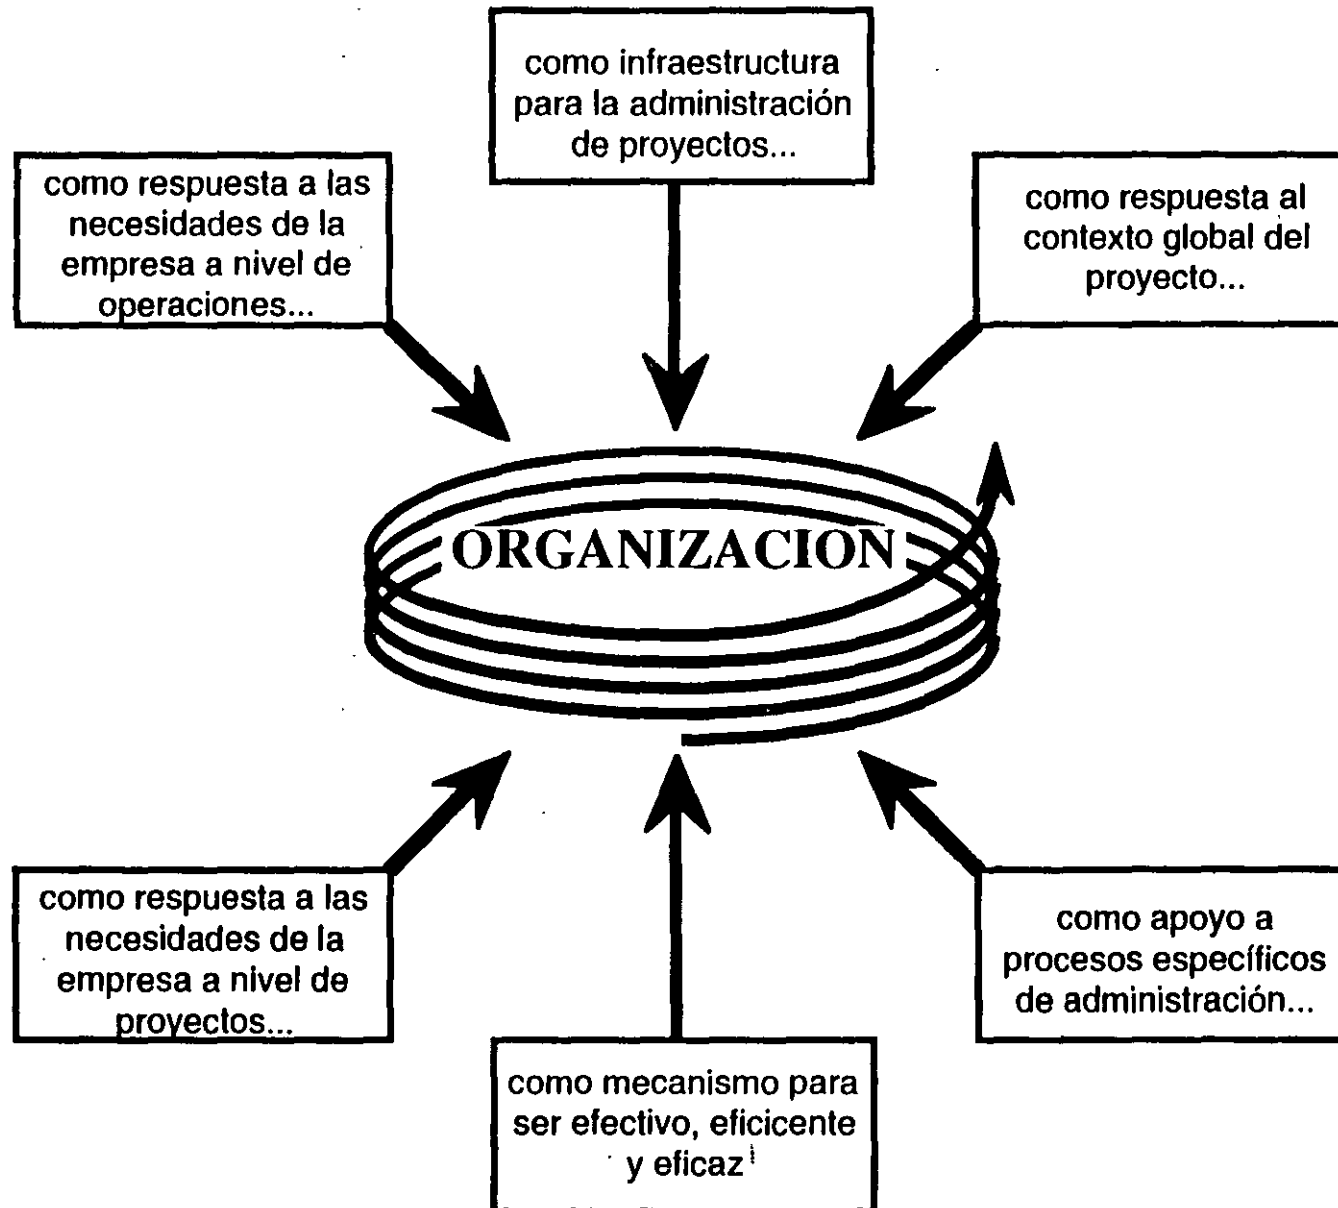 como infraestructura
para la administración
de proyectos...
como respuesta a las
necesidades de la
empresa a nivel de
operaciones...
como respuesta al
contexto global del
proyecto...
ORGANIZACION
como respuesta a las
necesidades de la
empresa a nivel de
proyectos...
como apoyo a
procesos específicos
de administración...
como mecanismo para
ser efectivo, eficicente
y eficaz